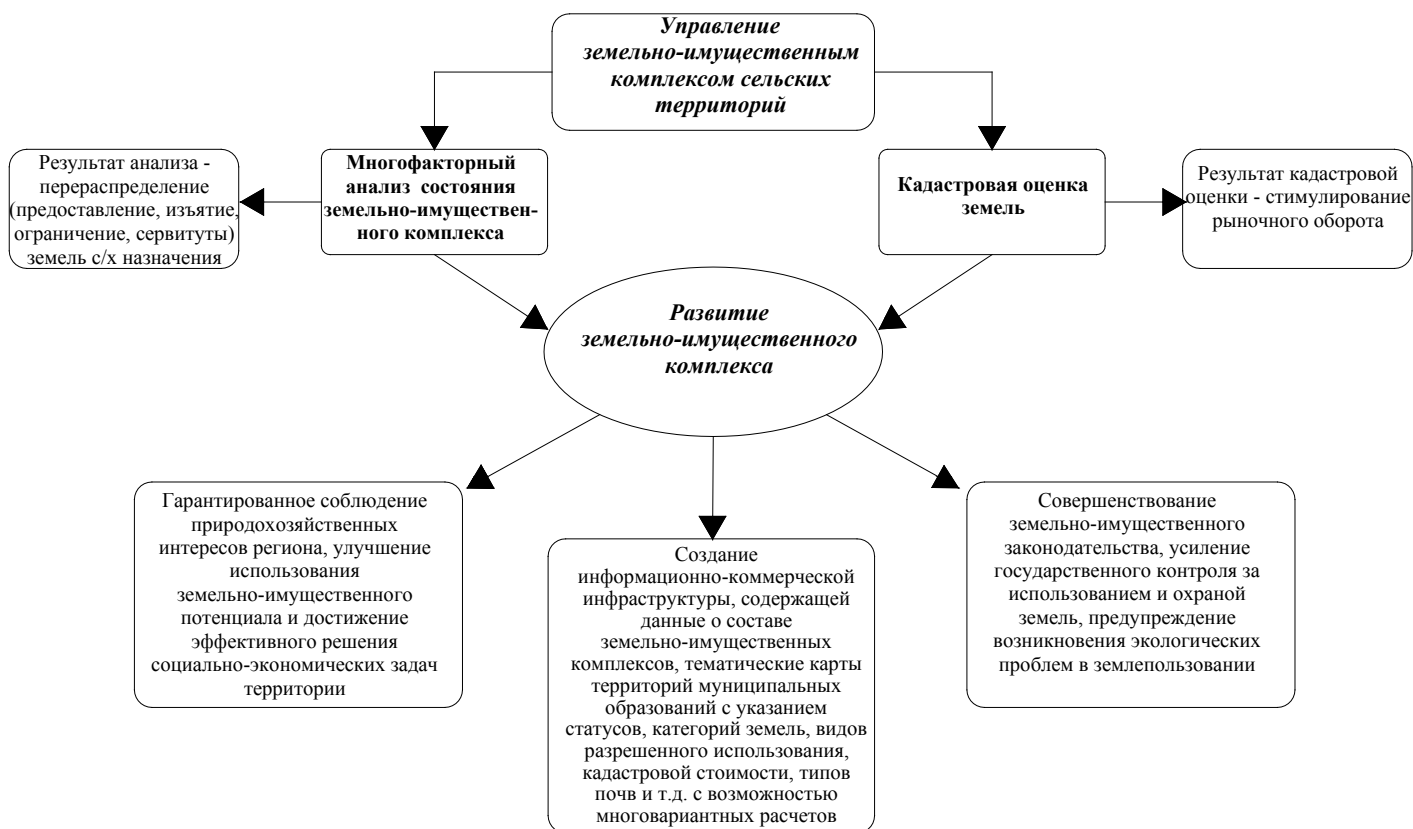 Управление
земельно-имущественным
комплексом сельских
территорий
Результат анализа -
перераспределение
(предоставление, изъятие,
ограничение, сервитуты)
земель с/х назначения
Многофакторный
анализ состояния
земельно-имуществен-
ного комплекса
Кадастровая оценка
земель
Результат кадастровой
оценки - стимулирование
рыночного оборота
Развитие
земельно-имущественного
комплекса
Гарантированное соблюдение
природохозяйственных
интересов региона, улучшение
использования
земельно-имущественного
потенциала и достижение
эффективного решения
социально-экономических задач
территории
Создание
информационно-коммерческой
инфраструктуры, содержащей
данные о составе
земельно-имущественных
комплексов, тематические карты
территорий муниципальных
образований с указанием
статусов, категорий земель, видов
разрешенного использования,
кадастровой стоимости, типов
почв и т.д. с возможностью
многовариантных расчетов
Совершенствование
земельно-имущественного
законодательства, усиление
государственного контроля за
использованием и охраной
земель, предупреждение
возникновения экологических
проблем в землепользовании